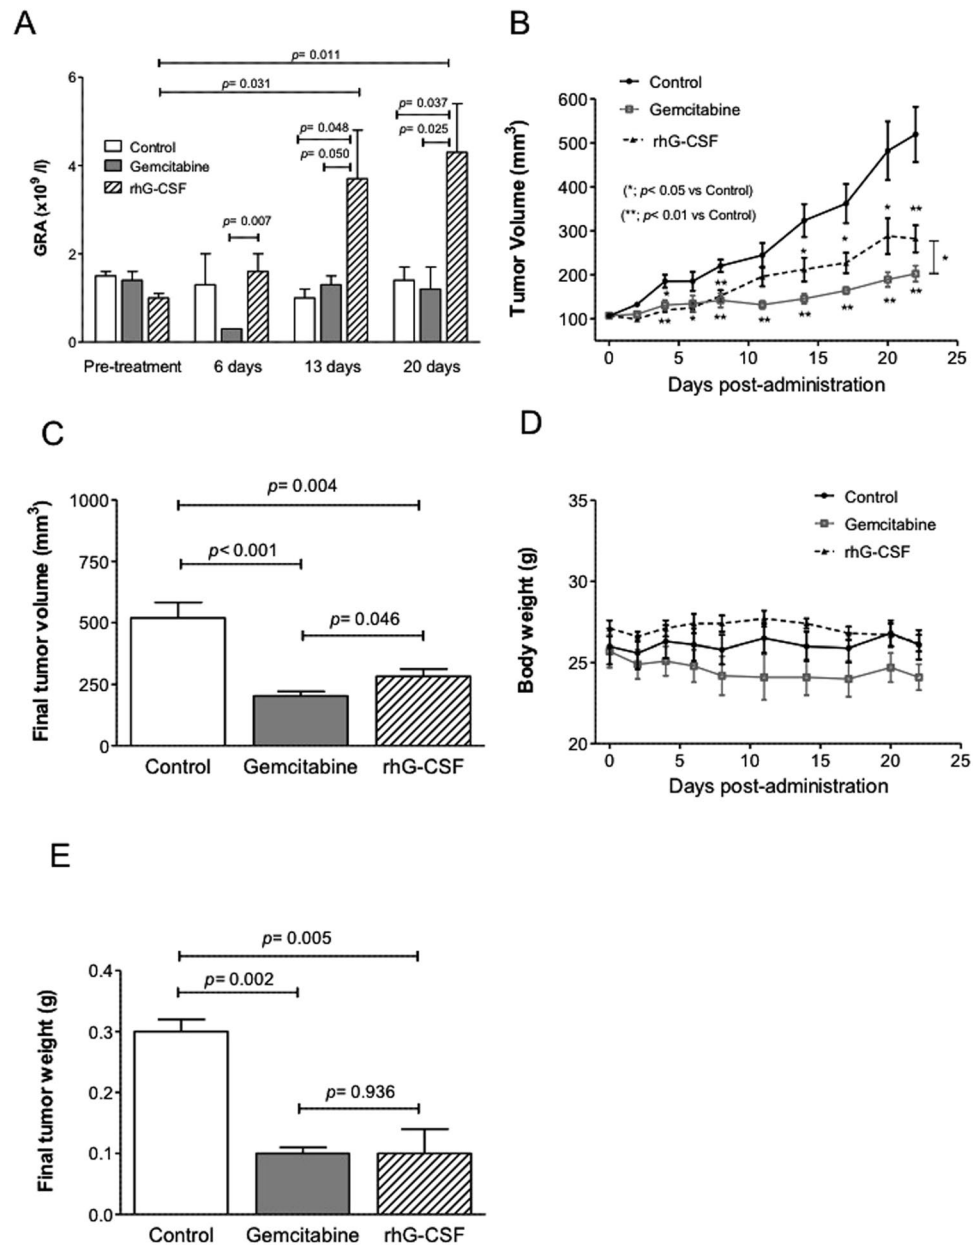 A
p= 0.011
p= 0.031
p= 0.037
p= 0.048
p= 0.025
p= 0.050
p= 0.007
Control
Gemcitabine
rhG-CSF
GRA (x10⁹ /l)
6
4
2
0
Pre-treatment 6 days 13 days 20 days
B
Control
Gemcitabine
rhG-CSF
(*; p< 0.05 vs Control)
(**; p< 0.01 vs Control)
Tumor Volume (mm³)
600
500
400
300
200
100
* ** * * * **
*
** * ** ** ** ** ** **
0 5 10 15 20 25
Days post-administration
C
p= 0.004
p< 0.001
p= 0.046
Final tumor volume (mm³)
1000
750
500
250
0
Control Gemcitabine rhG-CSF
D
Control
Gemcitabine
rhG-CSF
Body weight (g)
35
30
25
20
0 5 10 15 20 25
Days post-administration
E
p= 0.005
p= 0.002
p= 0.936
Final tumor weight (g)
0.4
0.3
0.2
0.1
0.0
Control Gemcitabine rhG-CSF